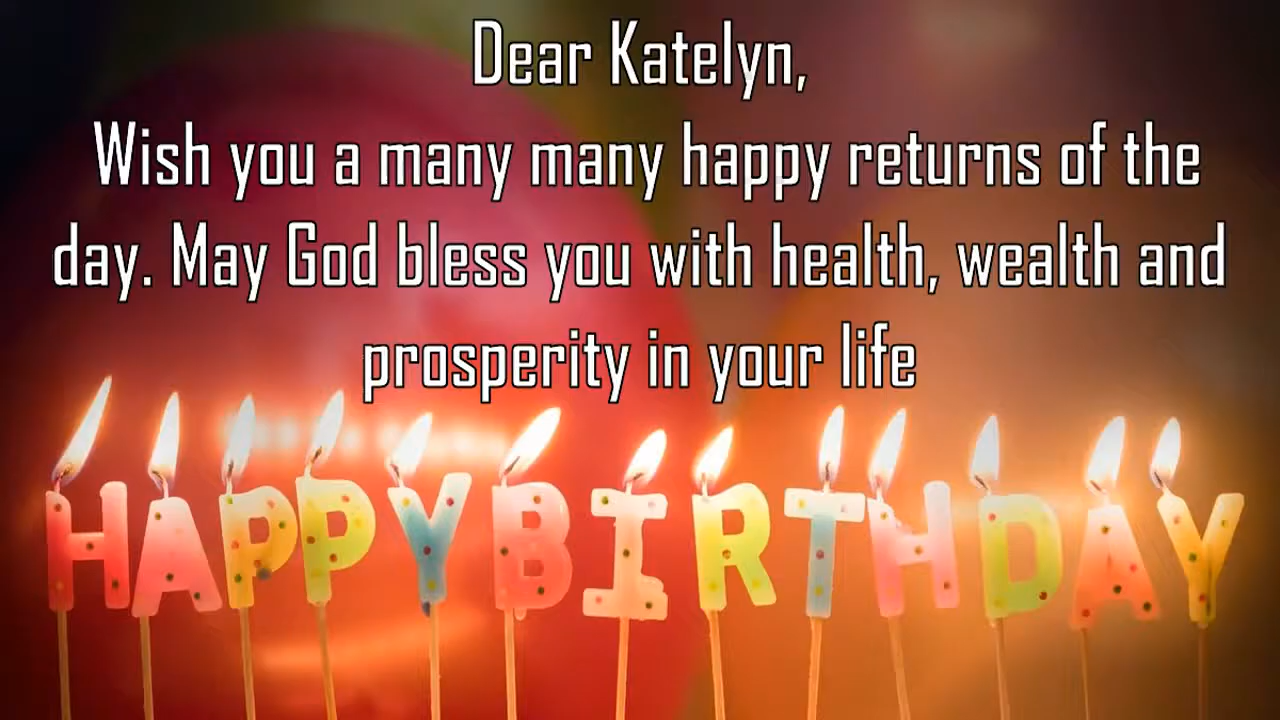 Dear Katelyn,
Wish you a many many happy returns of the
day. May God bless you with health, wealth and
prosperity in your life
HAPPY BIRTHDAY